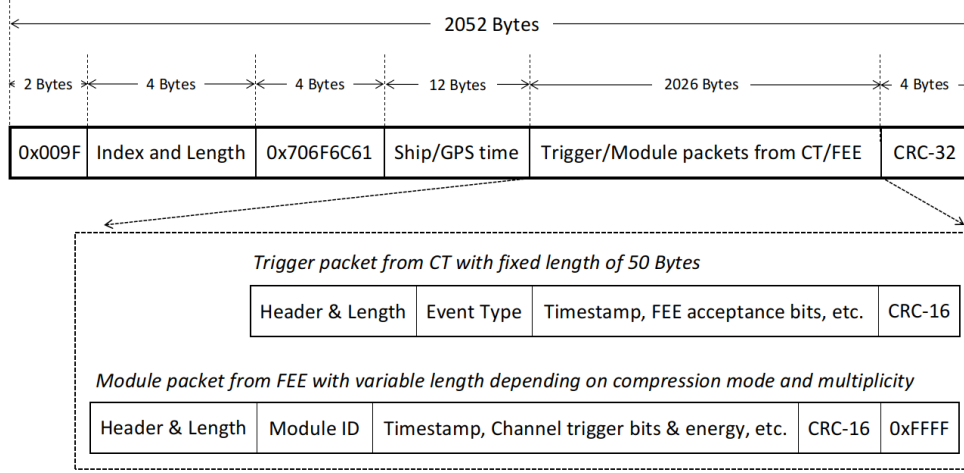 2052 Bytes
2 Bytes 4 Bytes 4 Bytes 12 Bytes 2026 Bytes 4 Bytes
0x009F Index and Length 0x706F6C61 Ship/GPS time Trigger/Module packets from CT/FEE CRC-32
Trigger packet from CT with fixed length of 50 Bytes
Header & Length Event Type Timestamp, FEE acceptance bits, etc. CRC-16
Module packet from FEE with variable length depending on compression mode and multiplicity
Header & Length Module ID Timestamp, Channel trigger bits & energy, etc. CRC-16 0xFFFF